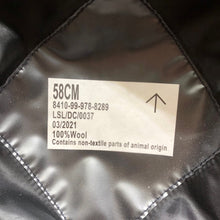 58CM
8410-99-978-8289
LSL/DC/0037
03/2021
100%Wool
Contains non-textile parts of animal origin